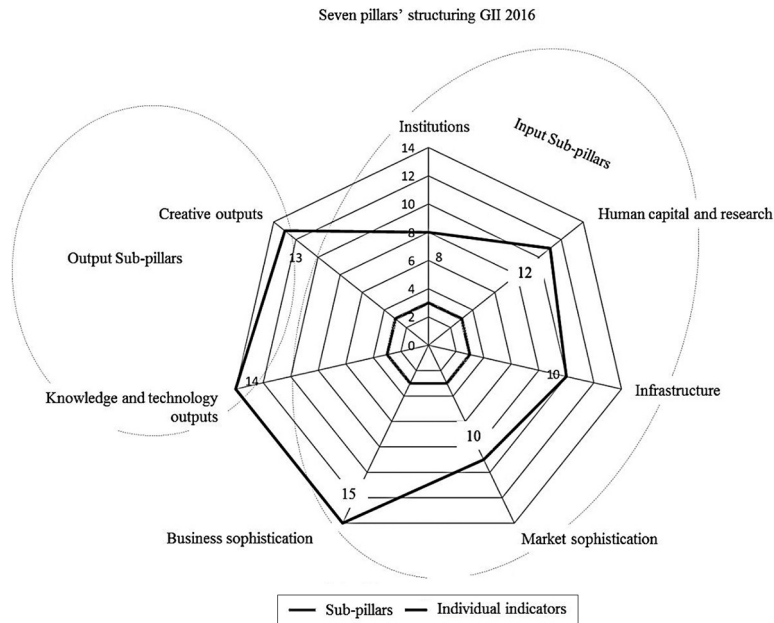 Seven pillars’ structuring GII 2016
Institutions
Input Sub-pillars
14
12
10
8
6
4
2
0
Creative outputs
Human capital and research
Output Sub-pillars
13
8
12
14
10
Knowledge and technology
outputs
Infrastructure
10
15
Business sophistication
Market sophistication
Sub-pillars
Individual indicators